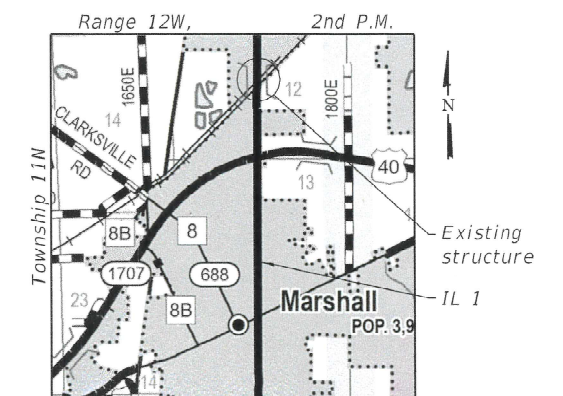 Range 12W,
2nd P.M.
Township 11N
1650E
12
14
1800E
CLARKSVILLE
RD
40
13
N
8B
8
Existing
structure
1707
688
IL 1
8B
23
Marshall
POP. 3,9
14